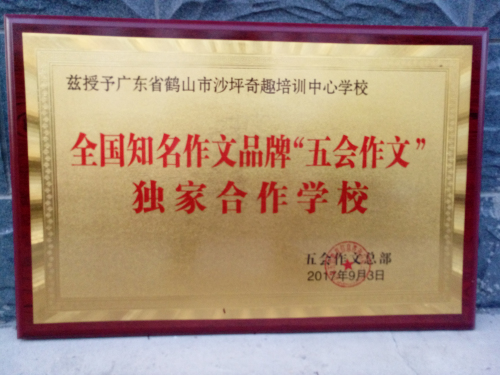 兹授予广东省鹤山市沙坪奇趣培训中心学校
全国知名作文品牌“五会作文”
独家合作学校
五会作文总部
2017年9月3日